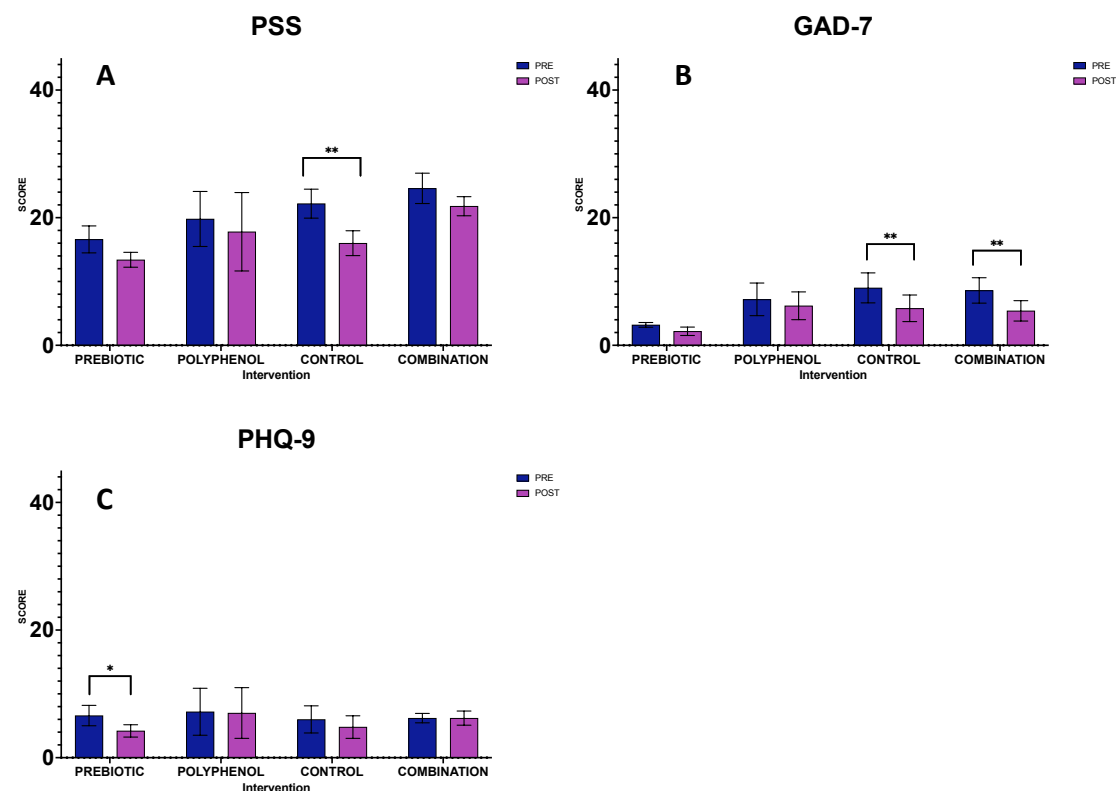 PSS
A
PRE
POST
40
20
0
SCORE
**
PREBIOTIC POLYPHENOL CONTROL COMBINATION
Intervention
GAD-7
B
PRE
POST
40
20
0
SCORE
** **
PREBIOTIC POLYPHENOL CONTROL COMBINATION
Intervention
PHQ-9
C
PRE
POST
40
20
0
SCORE
*
PREBIOTIC POLYPHENOL CONTROL COMBINATION
Intervention